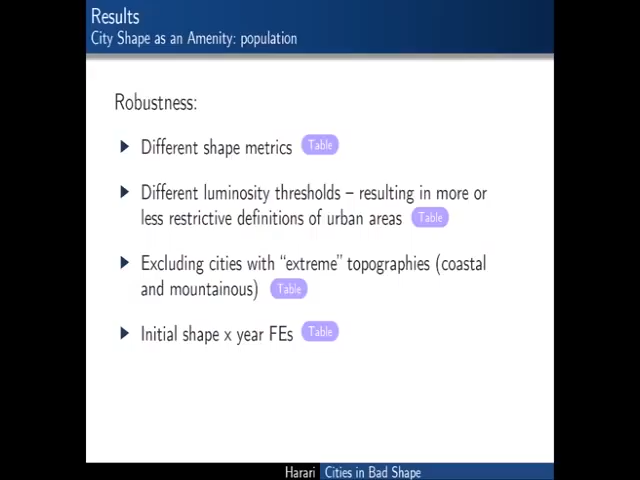 Results
City Shape as an Amenity: population
Robustness:
Different shape metrics Table
Different luminosity thresholds – resulting in more or
less restrictive definitions of urban areas Table
Excluding cities with “extreme” topographies (coastal
and mountainous) Table
Initial shape x year FEs Table
Harari Cities in Bad Shape